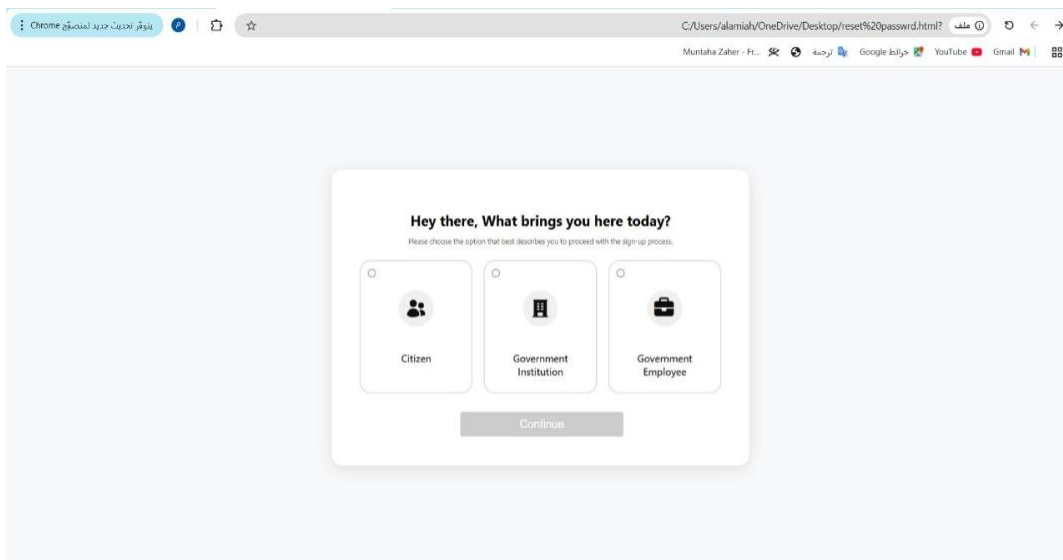 يتوفّر تحديث جديد لمتصفّح Chrome
C:/Users/alamiah/OneDrive/Desktop/reset%20passwrd.html?
ملف
Muntaha Zaher - Fr...
ترجمة
خرائط Google
YouTube
Gmail
Hey there, What brings you here today?
Please choose the option that best describes you to proceed with the sign-up process.
Citizen
Government
Institution
Government
Employee
Continue